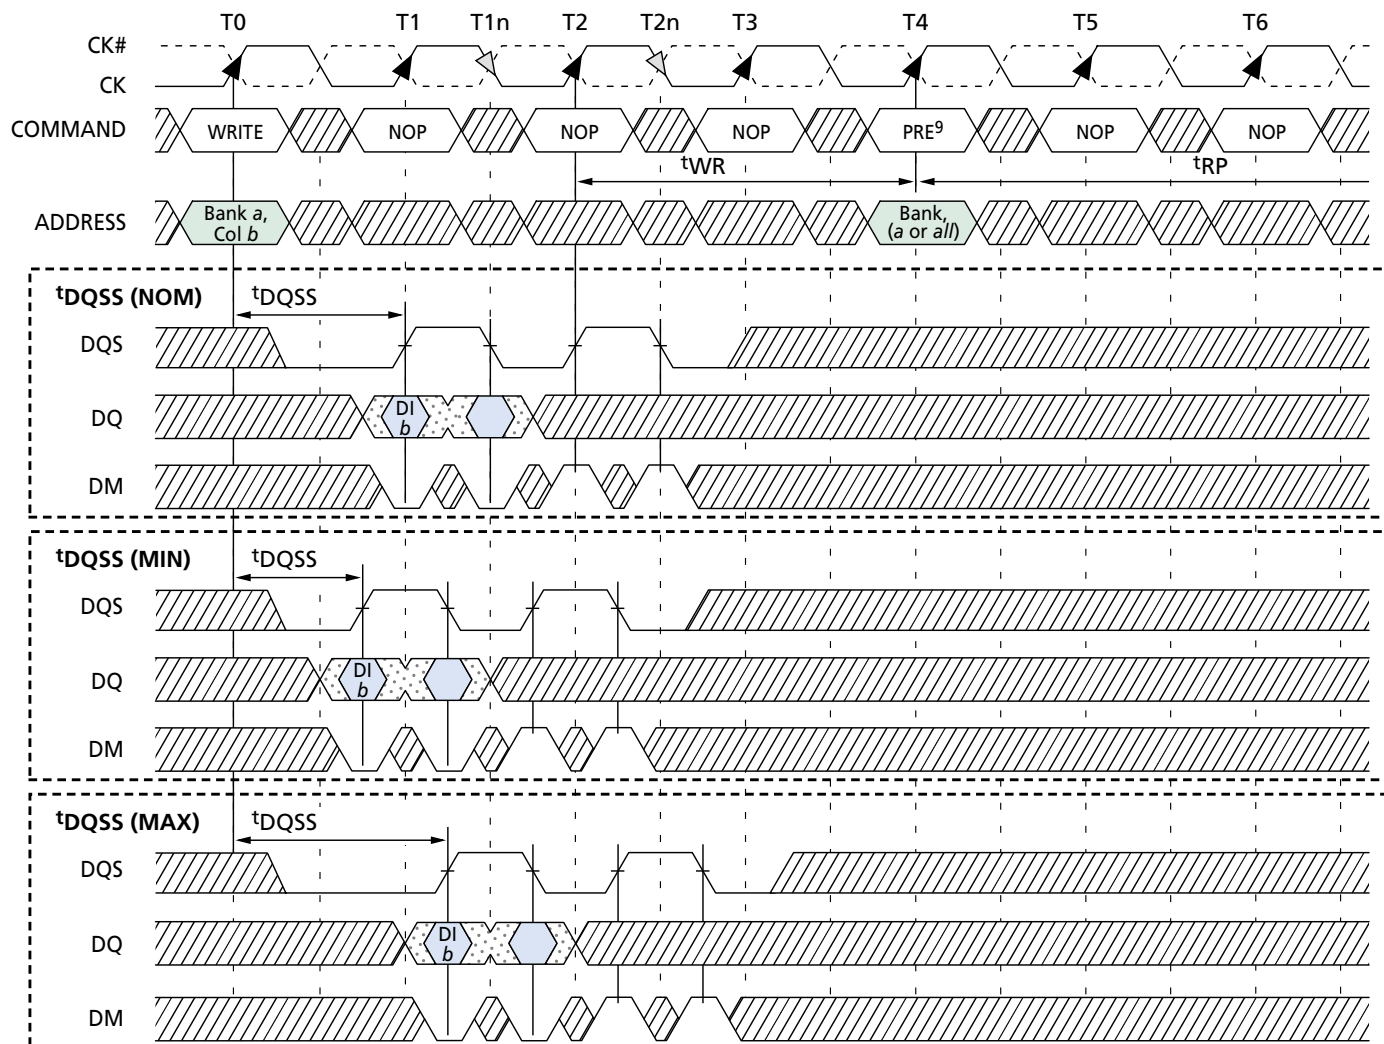 T0 T1 T1n T2 T2n T3 T4 T5 T6
CK#
CK
COMMAND WRITE NOP NOP NOP PRE9 NOP NOP
tWR tRP
ADDRESS Bank a, Col b Bank, (a or all)
tDQSS (NOM) tDQSS
DQS
DQ DI b
DM
tDQSS (MIN) tDQSS
DQS
DQ DI b
DM
tDQSS (MAX) tDQSS
DQS
DQ DI b
DM